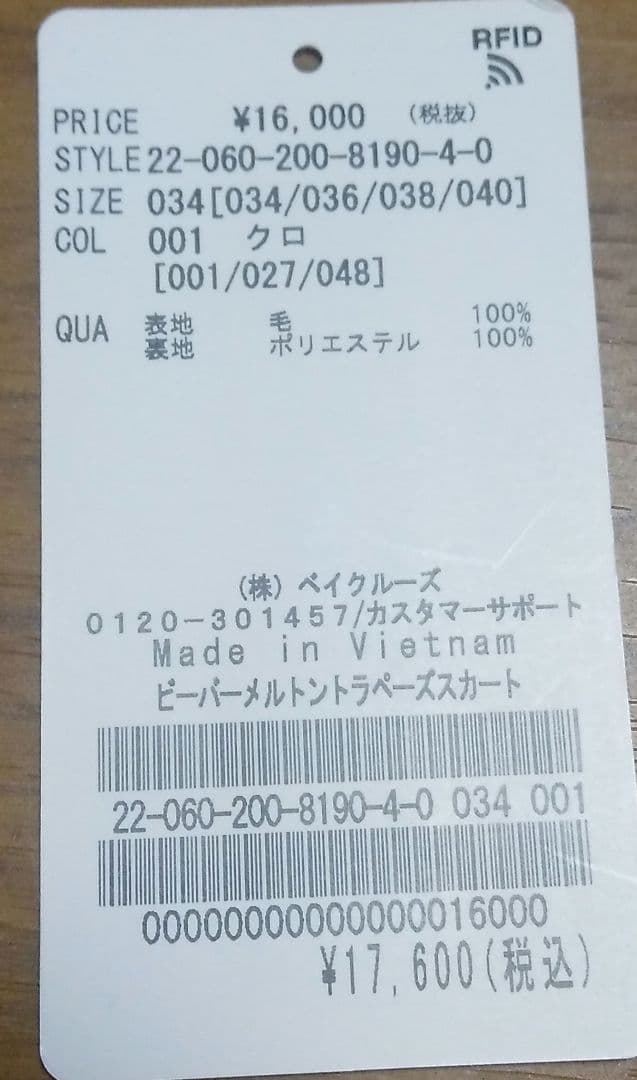 RFID
PRICE ¥16,000 (税抜)
STYLE 22-060-200-8190-4-0
SIZE 034[034/036/038/040]
COL 001 クロ
[001/027/048]
QUA 表地 毛 100%
裏地 ポリエステル 100%
(株) ベイクルーズ
0120-301457/カスタマーサポート
Made in Vietnam
ビーバーメルトントラペーズスカート
22-060-200-8190-4-0 034 001
00000000000000016000
¥17,600(税込)